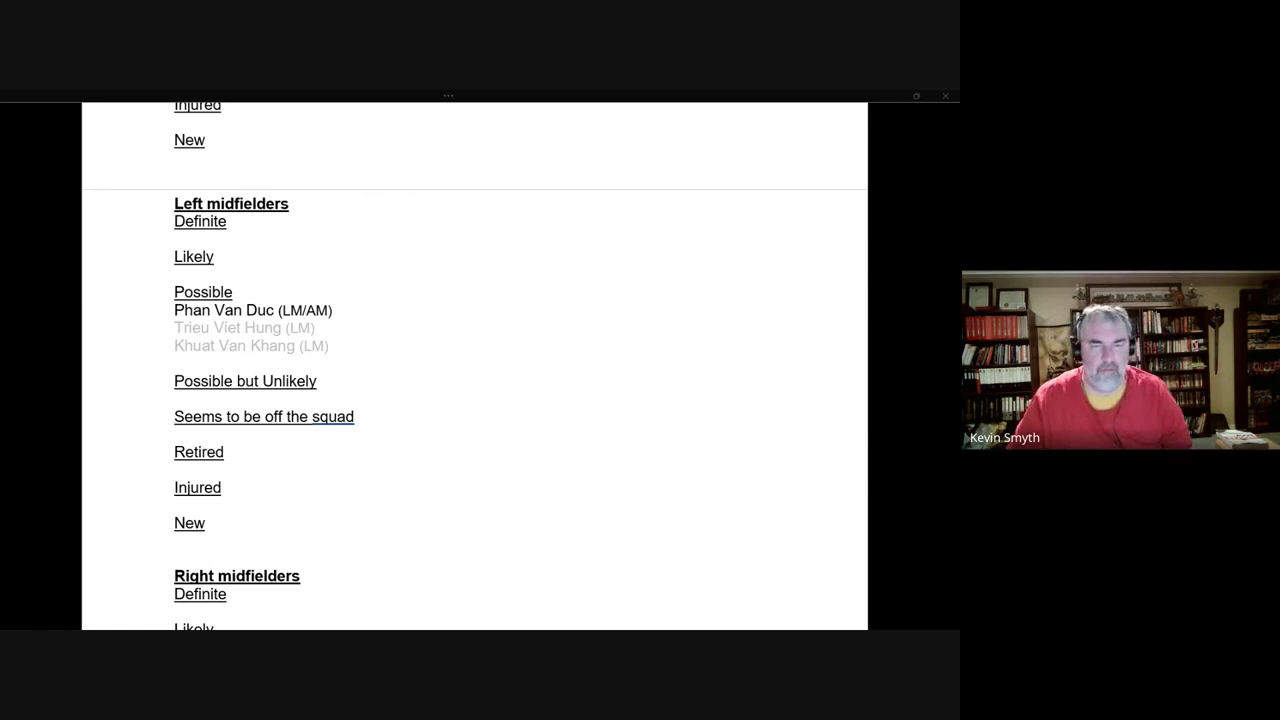 Injured
New
Left midfielders
Definite
Likely
Possible
Phan Van Duc (LM/AM)
Trieu Viet Hung (LM)
Khuat Van Khang (LM)
Possible but Unlikely
Seems to be off the squad
Retired
Injured
New
Right midfielders
Definite
Likely
Kevin Smyth